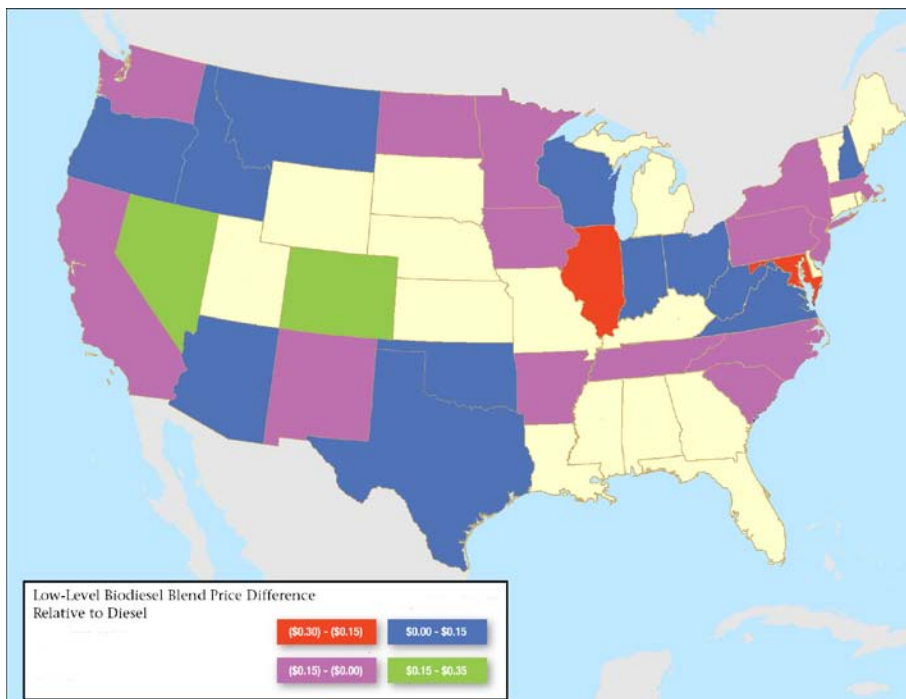 Low-Level Biodiesel Blend Price Difference
Relative to Diesel
($0.30) - ($0.15)
$0.00 - $0.15
($0.15) - ($0.00)
$0.15 - $0.35